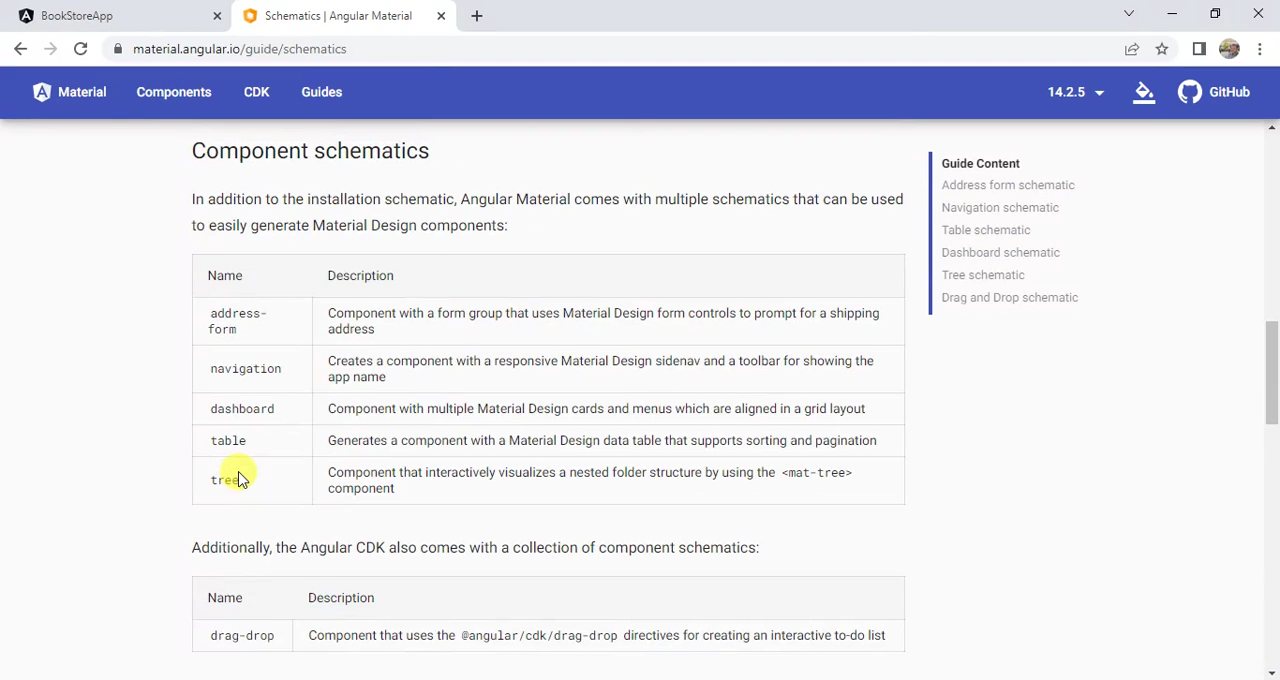 BookStoreApp
Schematics | Angular Material
material.angular.io/guide/schematics
Material
Components
CDK
Guides
14.2.5
GitHub
Component schematics
In addition to the installation schematic, Angular Material comes with multiple schematics that can be used
to easily generate Material Design components:
Name
Description
address-
form
Component with a form group that uses Material Design form controls to prompt for a shipping
address
navigation
Creates a component with a responsive Material Design sidenav and a toolbar for showing the
app name
dashboard
Component with multiple Material Design cards and menus which are aligned in a grid layout
table
Generates a component with a Material Design data table that supports sorting and pagination
tree
Component that interactively visualizes a nested folder structure by using the <mat-tree>
component
Additionally, the Angular CDK also comes with a collection of component schematics:
Name
Description
drag-drop
Component that uses the @angular/cdk/drag-drop directives for creating an interactive to-do list
Guide Content
Address form schematic
Navigation schematic
Table schematic
Dashboard schematic
Tree schematic
Drag and Drop schematic